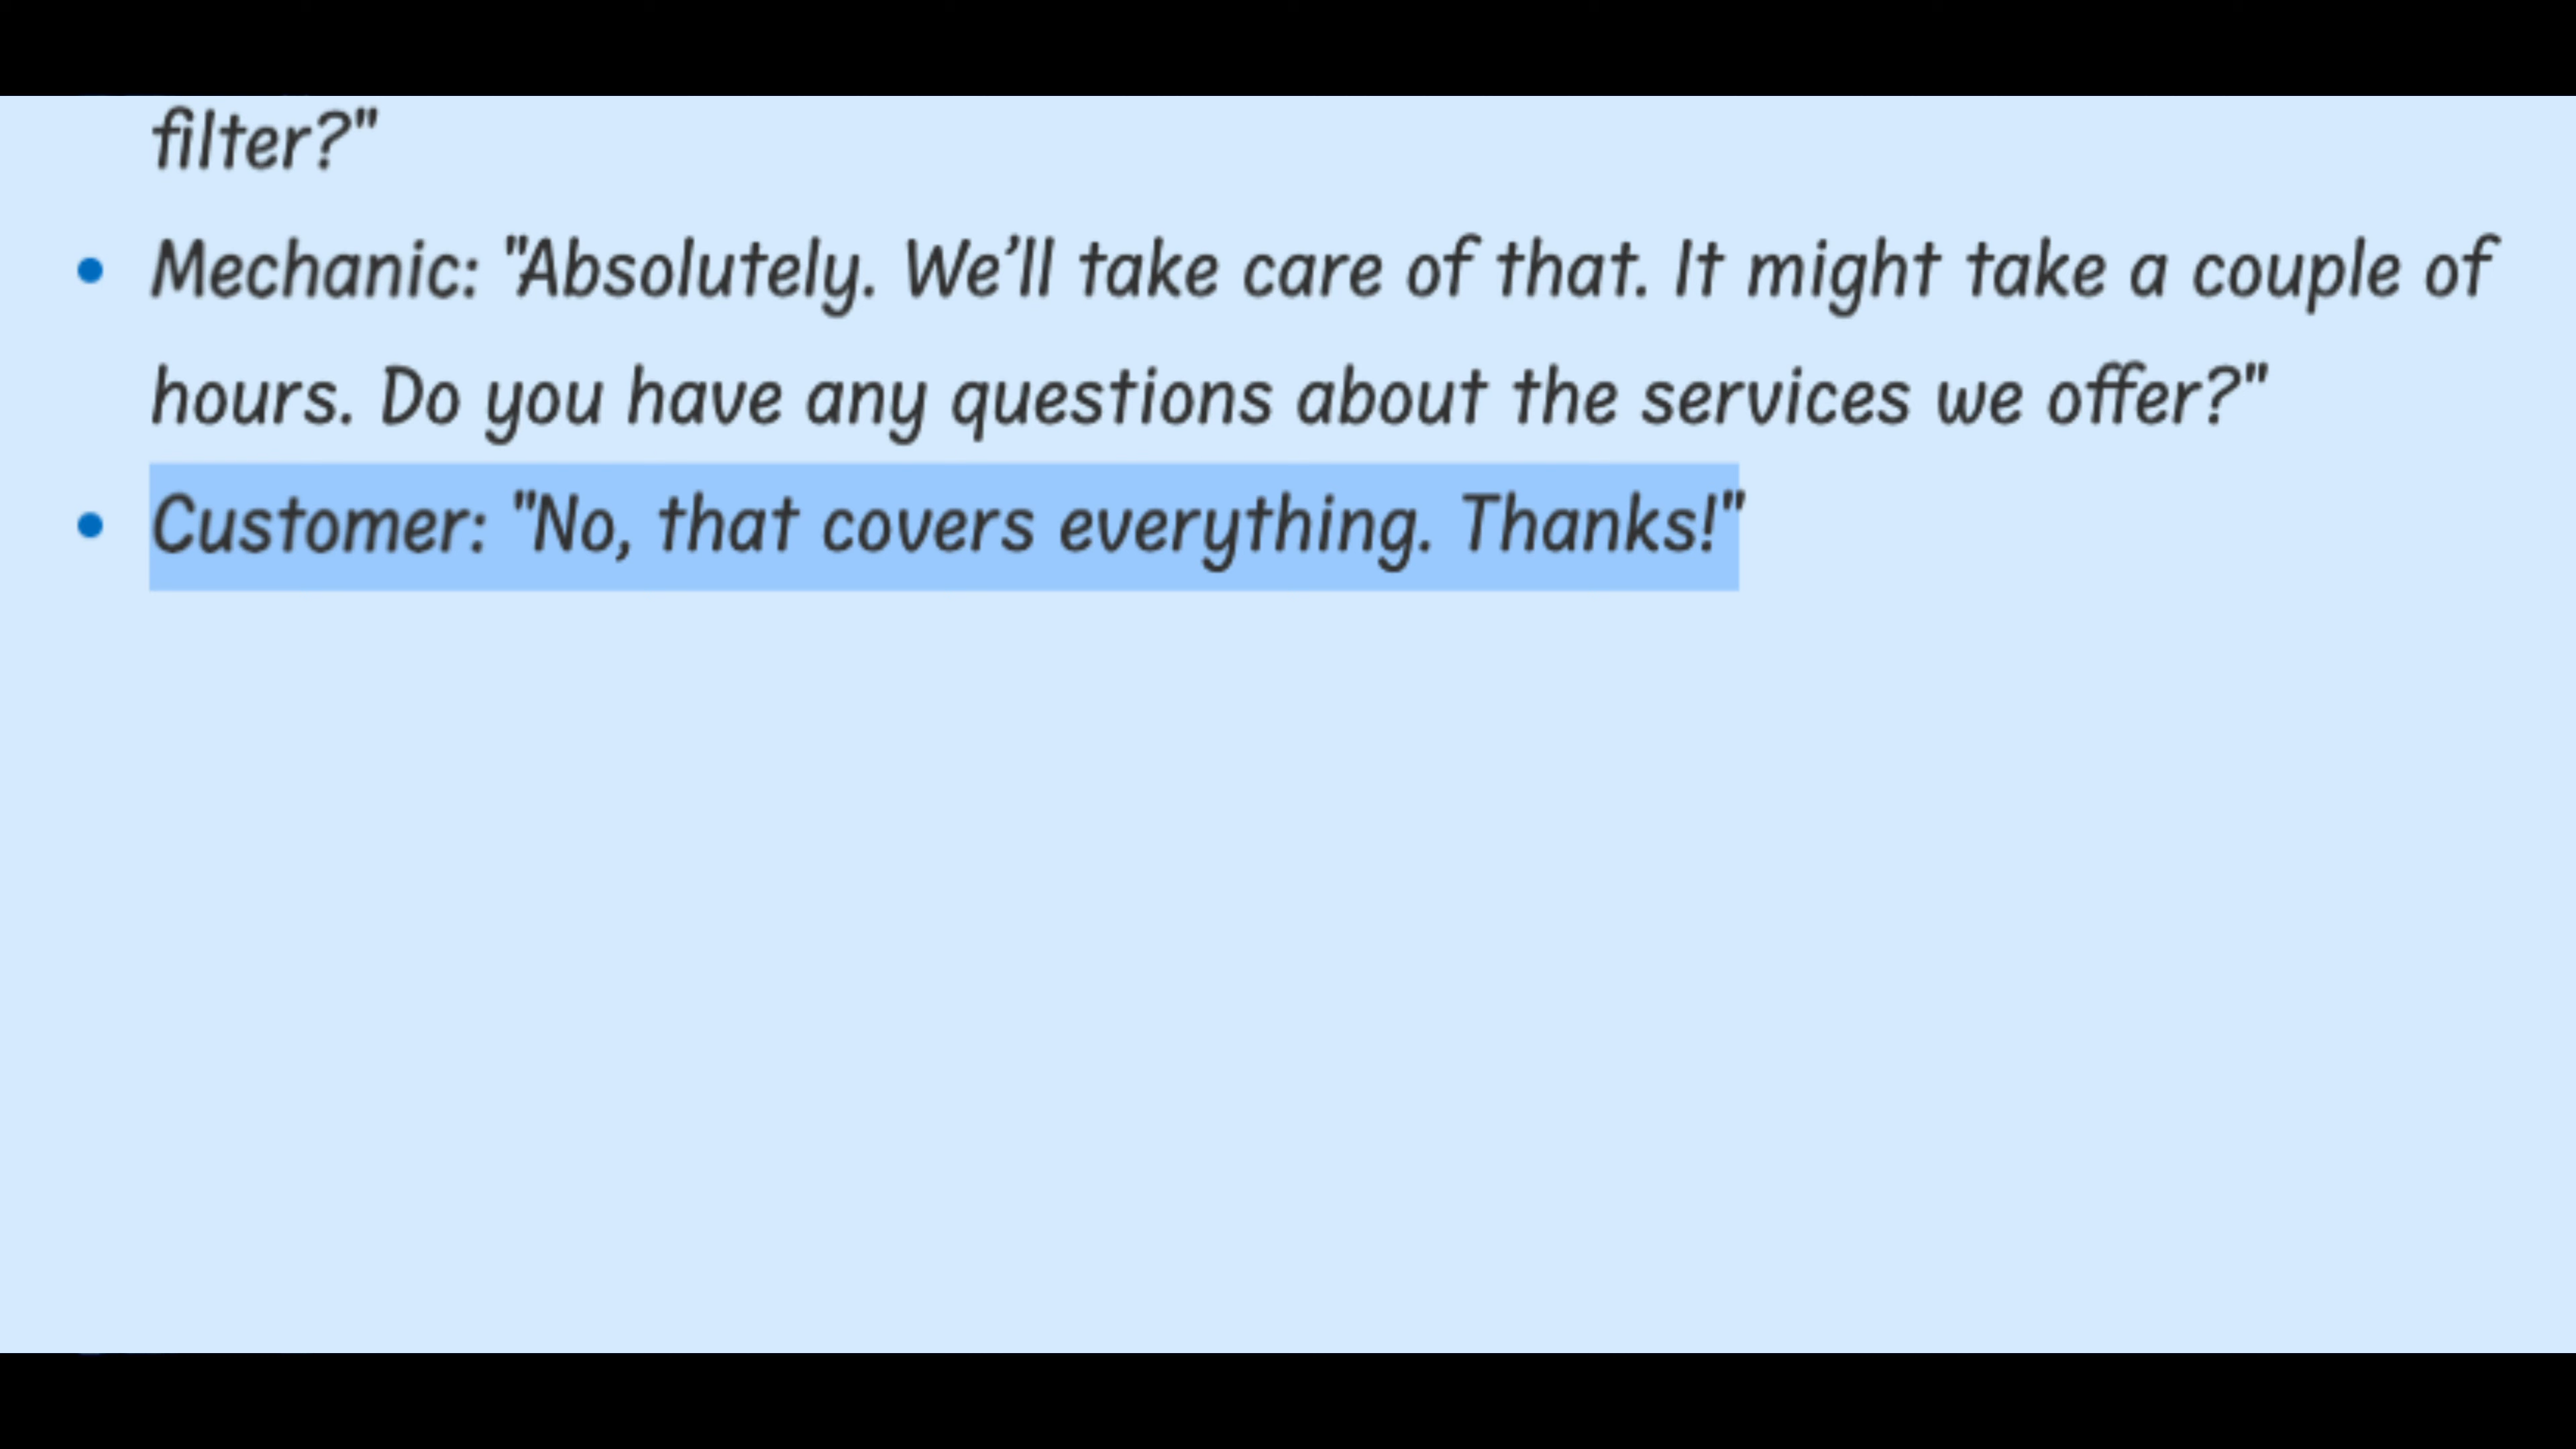 filter?"
• Mechanic: "Absolutely. We’ll take care of that. It might take a couple of
hours. Do you have any questions about the services we offer?"
• Customer: "No, that covers everything. Thanks!"